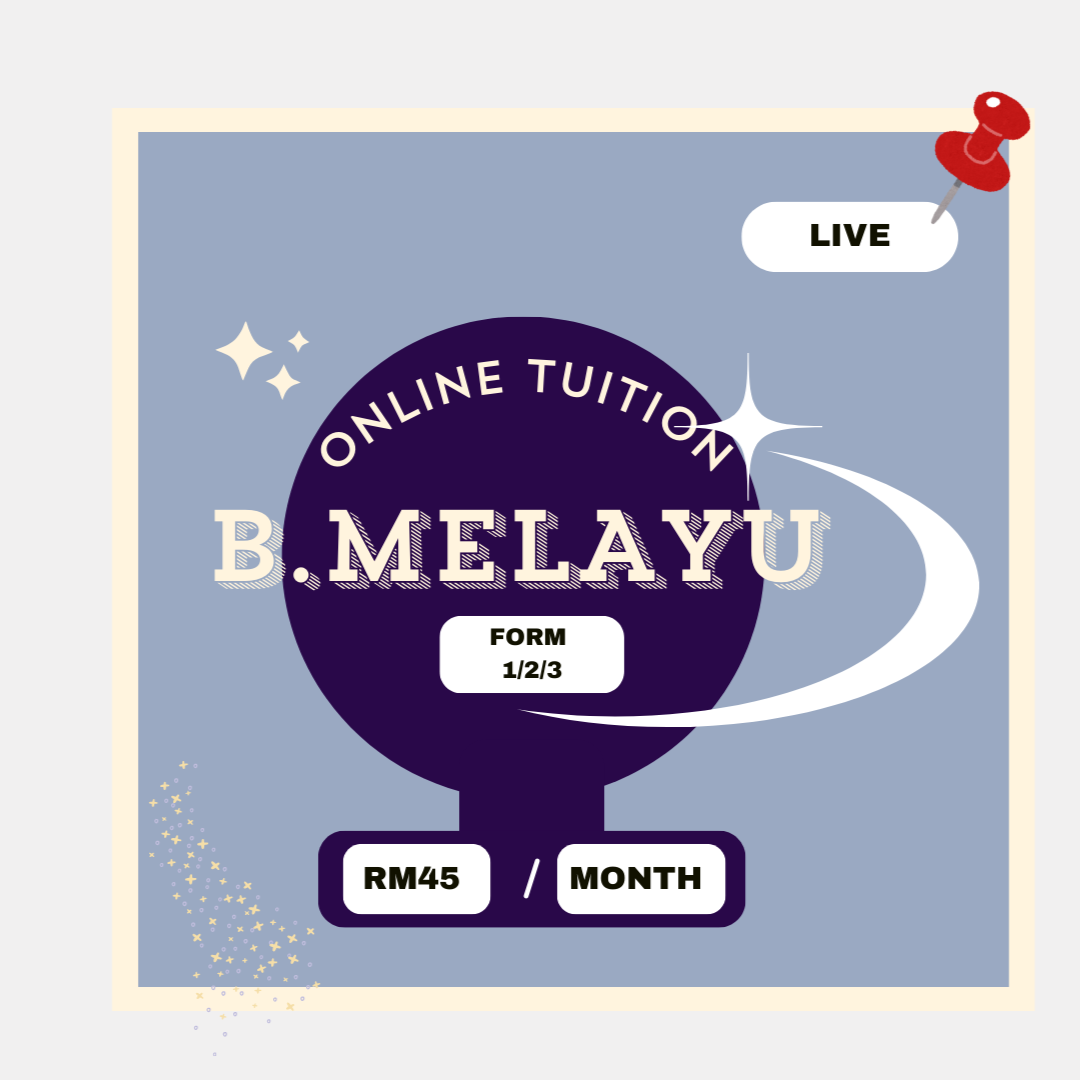 LIVE
ONLINE TUITION
B.MELAYU
FORM
1/2/3
RM45 / MONTH